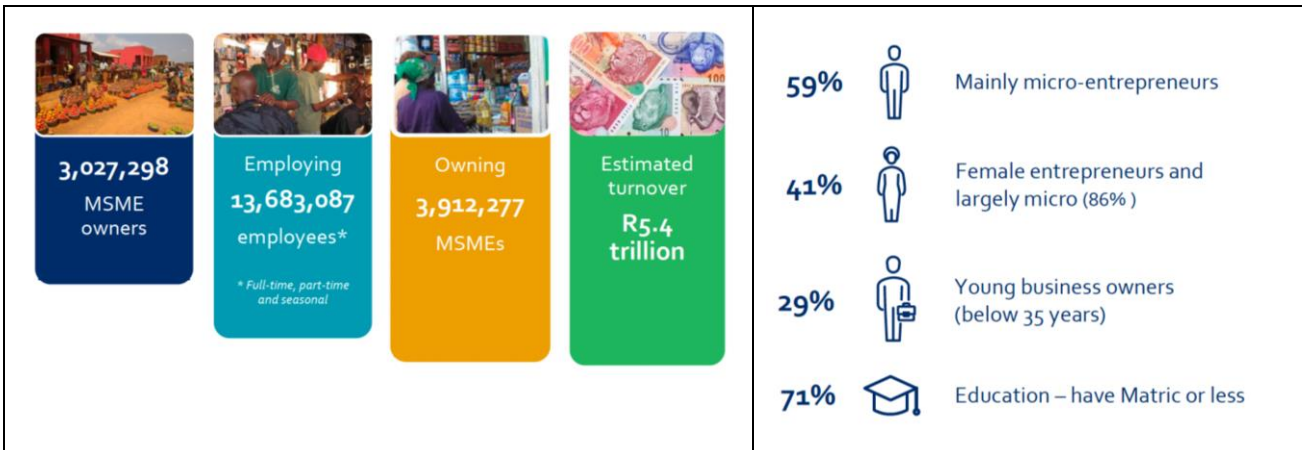 3,027,298
MSME
owners
Employing
13,683,087
employees*
* Full-time, part-time
and seasonal
Owning
3,912,277
MSMEs
Estimated
turnover
R5.4
trillion
59%
Mainly micro-entrepreneurs
41%
Female entrepreneurs and
largely micro (86% )
29%
Young business owners
(below 35 years)
71%
Education – have Matric or less